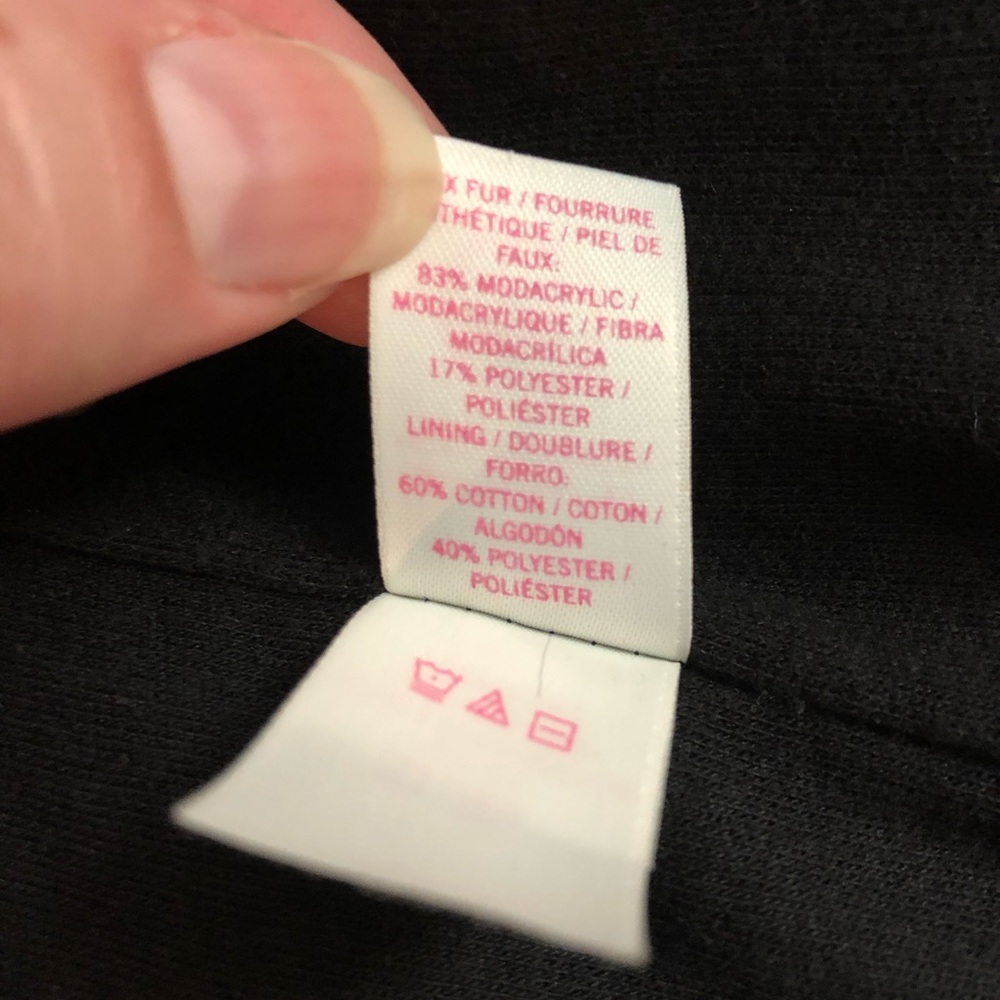 X FUR / FOURRURE
THÉTIQUE / PIEL DE
FAUX:
83% MODACRYLIC /
MODACRYLIQUE / FIBRA
MODACRÍLICA
17% POLYESTER /
POLIÉSTER
LINING / DOUBLURE /
FORRO:
60% COTTON / COTON /
ALGODÓN
40% POLYESTER /
POLIÉSTER